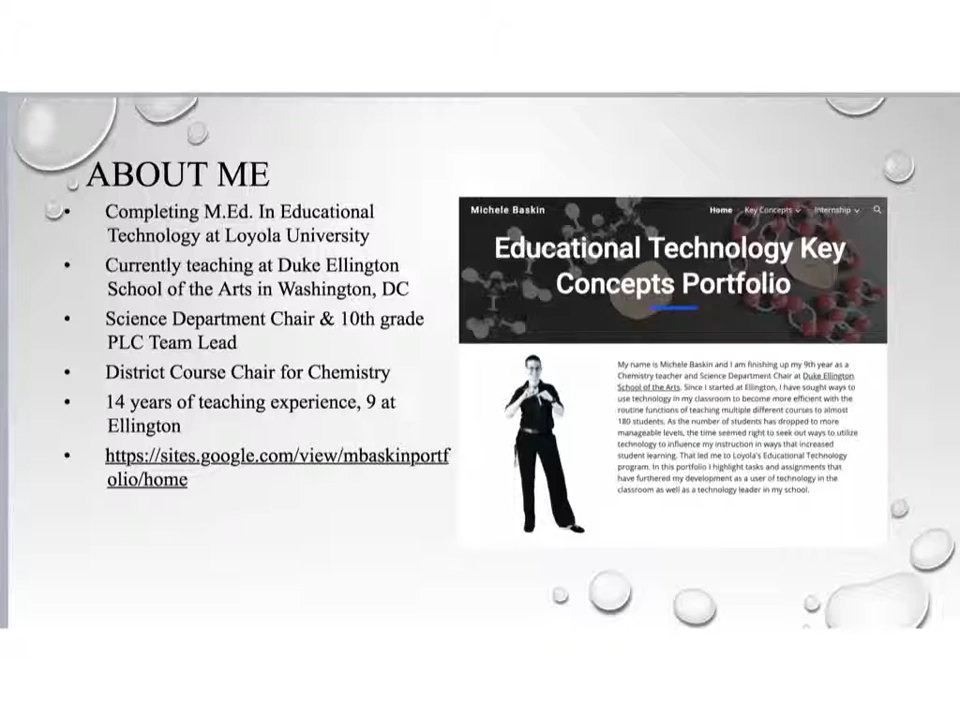 ABOUT ME
• Completing M.Ed. In Educational
Technology at Loyola University
• Currently teaching at Duke Ellington
School of the Arts in Washington, DC
• Science Department Chair & 10th grade
PLC Team Lead
• District Course Chair for Chemistry
• 14 years of teaching experience, 9 at
Ellington
• https://sites.google.com/view/mbaskinportf
olio/home
Michele Baskin
Home Key Concepts Internship
Educational Technology Key
Concepts Portfolio
My name is Michele Baskin and I am finishing up my 9th year as a
Chemistry teacher and Science Department Chair at Duke Ellington
School of the Arts. Since I started at Ellington, I have sought ways to
use technology in my classroom to become more efficient with the
routine functions of teaching multiple different courses to almost
180 students. As the number of students has dropped to more
manageable levels, the time seemed right to seek out ways to utilize
technology to influence my instruction in ways that increased
student learning. That led me to Loyola's Educational Technology
program. In this portfolio I highlight tasks and assignments that
have furthered my development as a user of technology in the
classroom as well as a technology leader in my school.